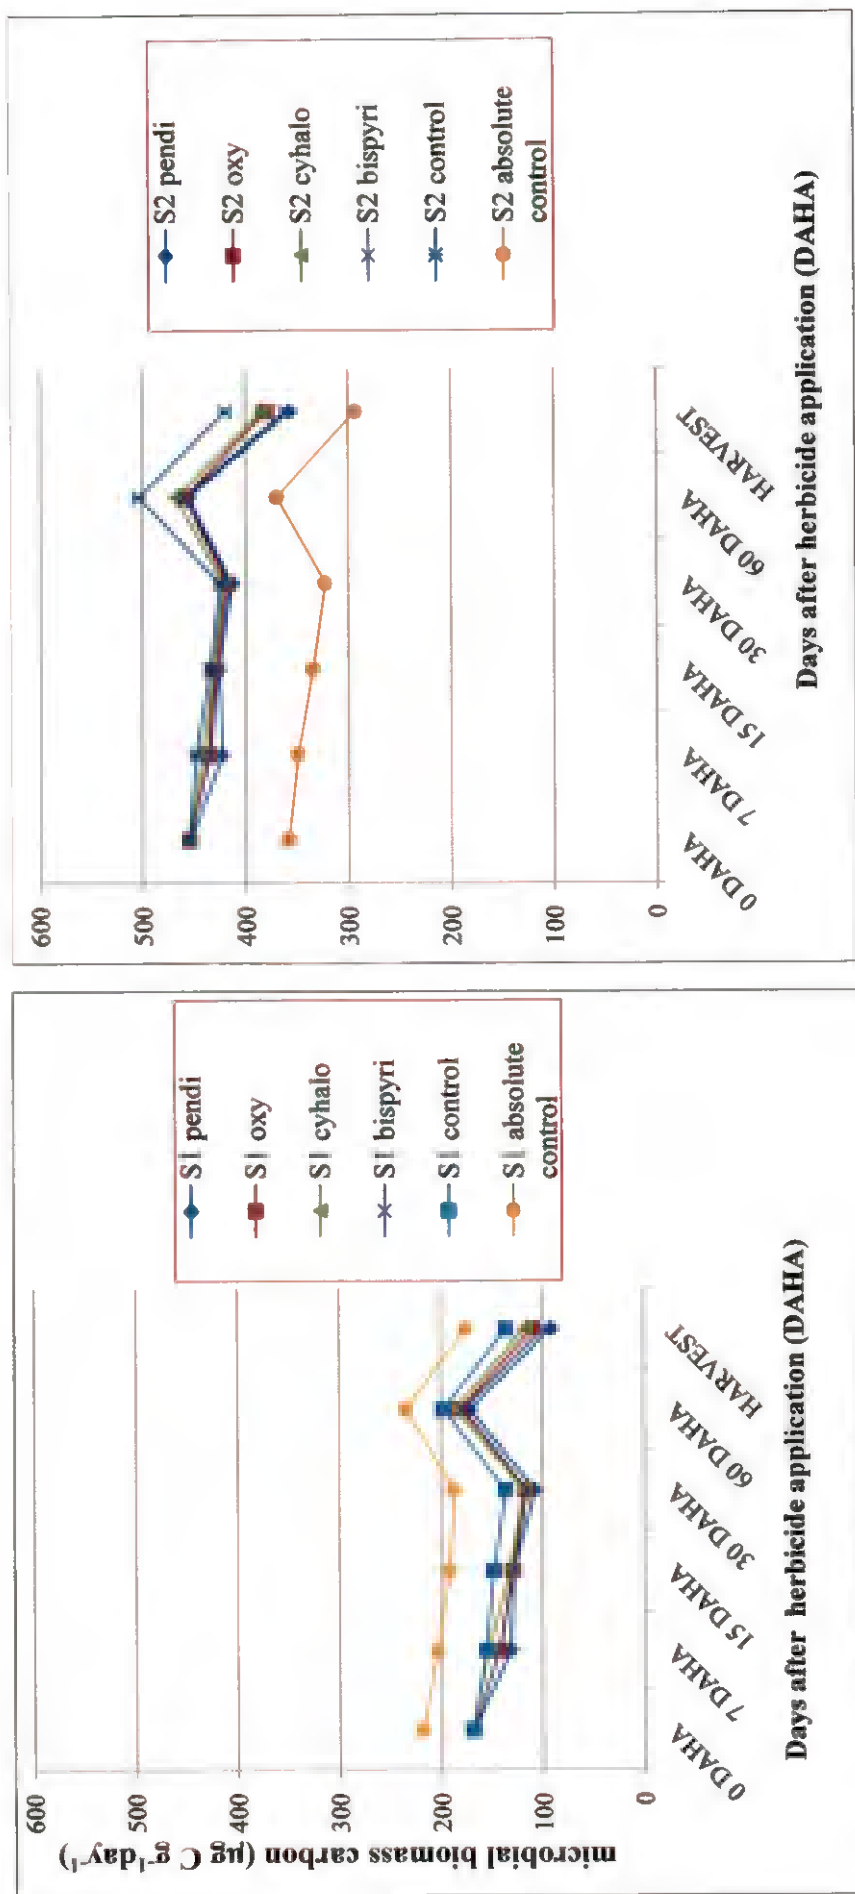 microbial biomass carbon (µg C g⁻¹day⁻¹)
600
500
400
300
200
100
0
0 DAHA
7 DAHA
15 DAHA
30 DAHA
60 DAHA
HARVEST
Days after herbicide application (DAHA)
S1 pendi
S1 oxy
S1 cyhalo
S1 bispyri
S1 control
S1 absolute
control
600
500
400
300
200
100
0
0 DAHA
7 DAHA
15 DAHA
30 DAHA
60 DAHA
HARVEST
Days after herbicide application (DAHA)
S2 pendi
S2 oxy
S2 cyhalo
S2 bispyri
S2 control
S2 absolute
control